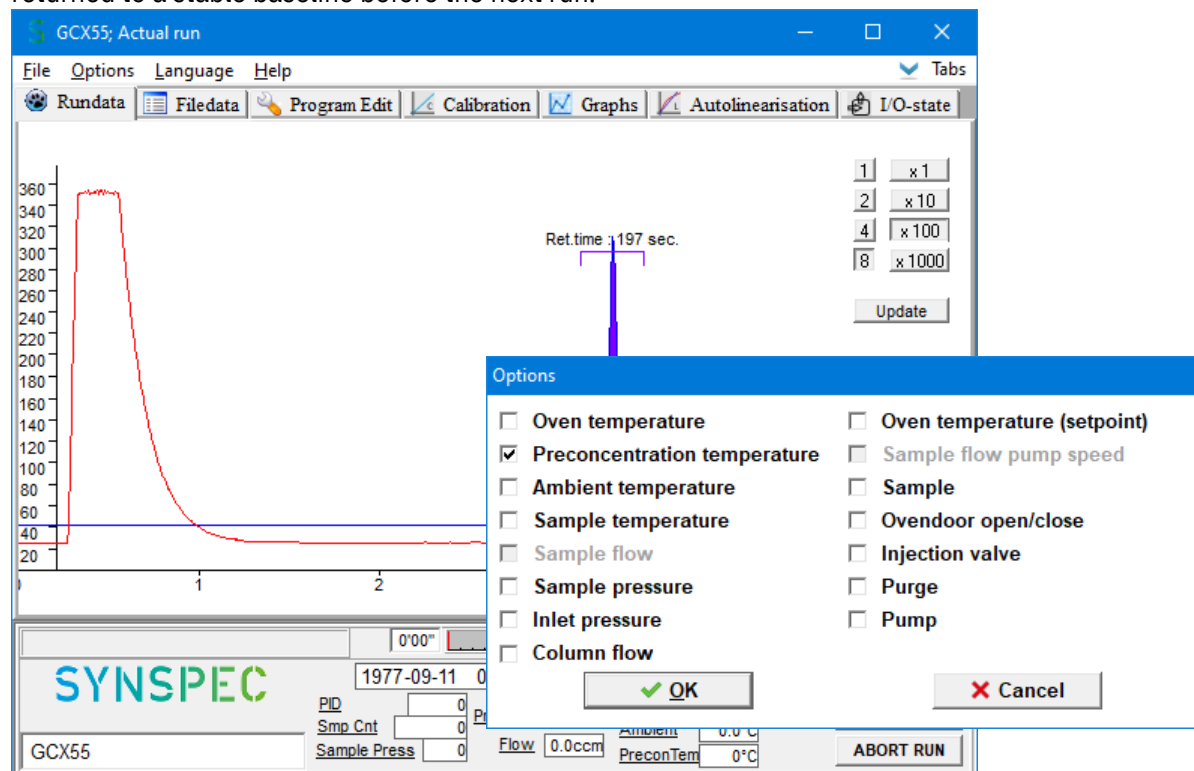 returned to a stable baseline before the next run.
GCX55; Actual run
File Options Language Help Tabs
Rundata Filedata Program Edit Calibration Graphs Autolinearisation I/O-state
1 x 1
2 x 10
4 x 100
8 x 1000
Update
360
340
320
300
280
260
240
220
200
180
160
140
120
100
80
60
40
20
Ret.time : 197 sec.
1 2
Options
Oven temperature
Preconcentration temperature
Ambient temperature
Sample temperature
Sample flow
Sample pressure
Inlet pressure
Column flow
Oven temperature (setpoint)
Sample flow pump speed
Sample
Ovendoor open/close
Injection valve
Purge
Pump
OK Cancel
0'00"
SYNSPEC
1977-09-11 0
PID 0
Smp Cnt 0
Sample Press 0
Flow 0.0ccm
Ambient 0.0°C
PreconTem 0°C
GCX55
ABORT RUN